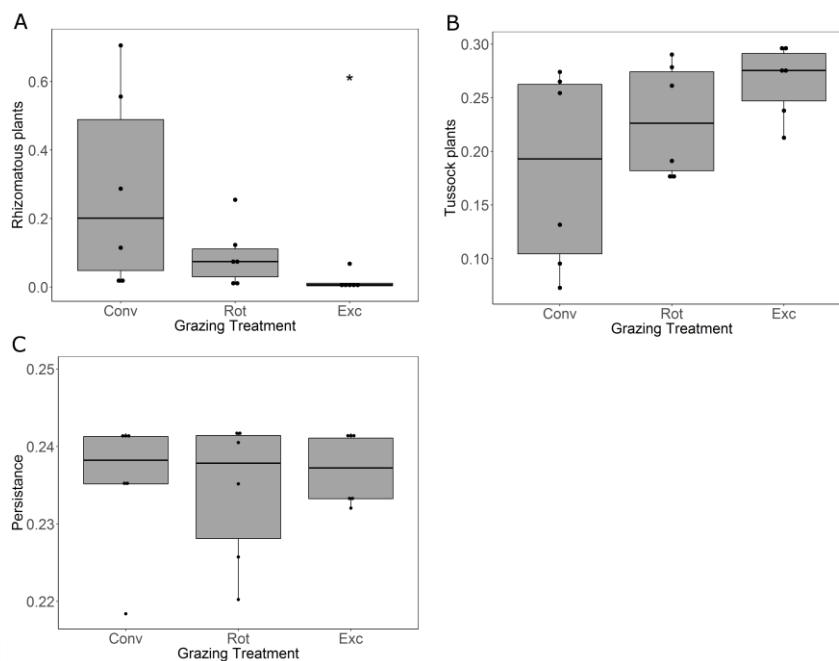 A
Rhizomatous plants
0.6
0.4
0.2
0.0
*
Conv Rot Exc
Grazing Treatment
B
Tussock plants
0.30
0.25
0.20
0.15
0.10
Conv Rot Exc
Grazing Treatment
C
Persistance
0.25
0.24
0.23
0.22
Conv Rot Exc
Grazing Treatment